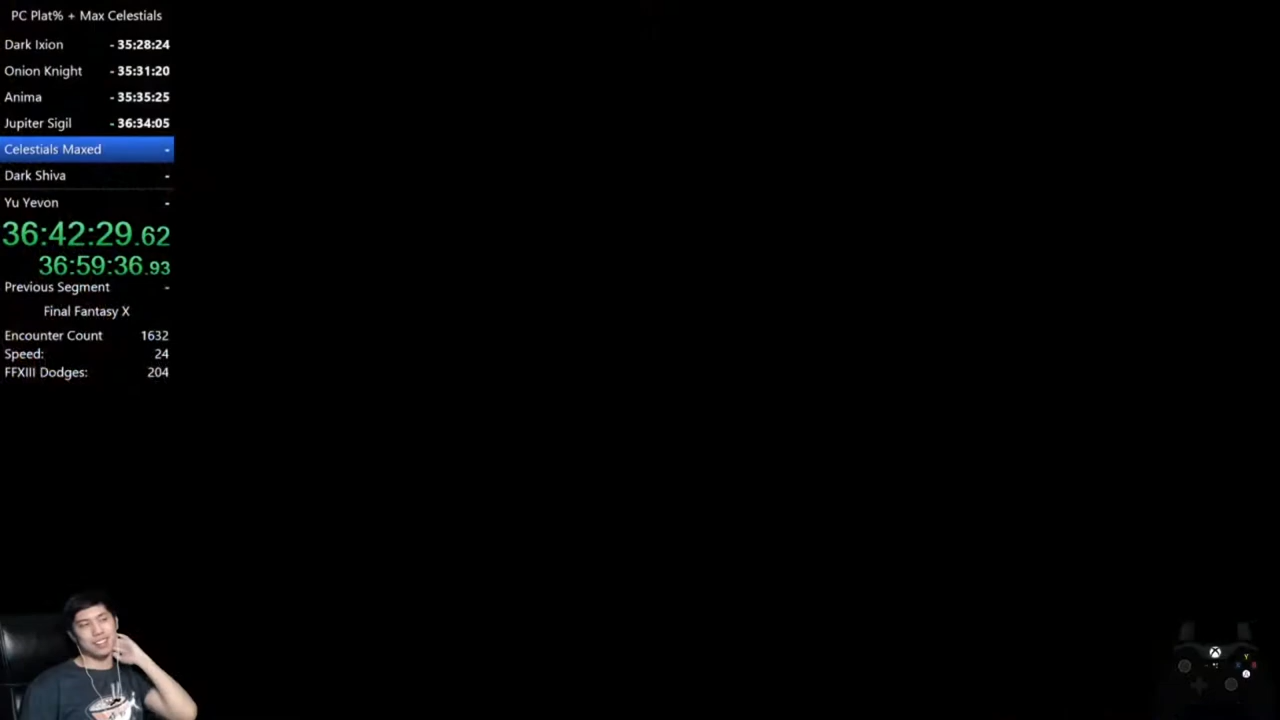 PC Plat% + Max Celestials
Dark Ixion - 35:28:24
Onion Knight - 35:31:20
Anima - 35:35:25
Jupiter Sigil - 36:34:05
Celestials Maxed -
Dark Shiva -
Yu Yevon -
36:42:29.62
36:59:36.93
Previous Segment -
Final Fantasy X
Encounter Count 1632
Speed: 24
FFXIII Dodges: 204